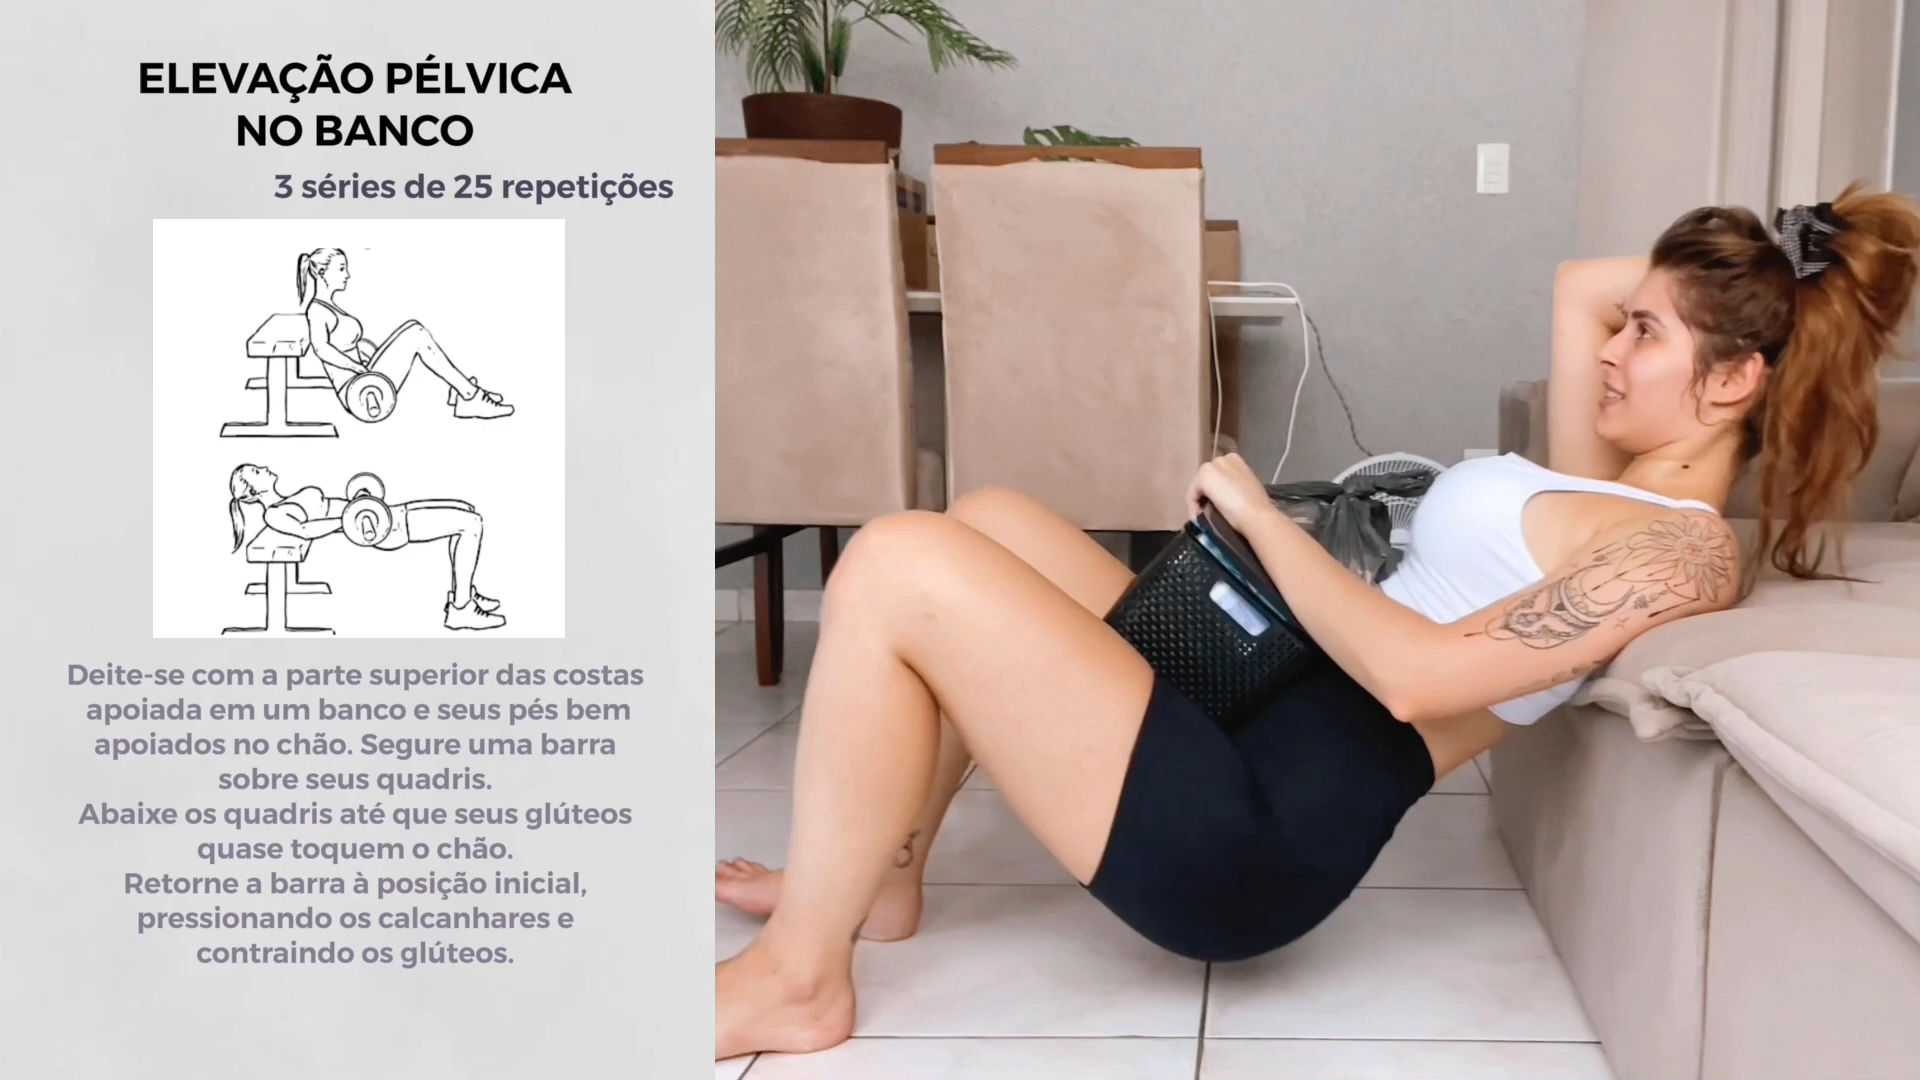 ELEVAÇÃO PÉLVICA
NO BANCO
3 séries de 25 repetições
Deite-se com a parte superior das costas
apoiada em um banco e seus pés bem
apoiados no chão. Segure uma barra
sobre seus quadris.
Abaixe os quadris até que seus glúteos
quase toquem o chão.
Retorne a barra à posição inicial,
pressionando os calcanhares e
contraindo os glúteos.